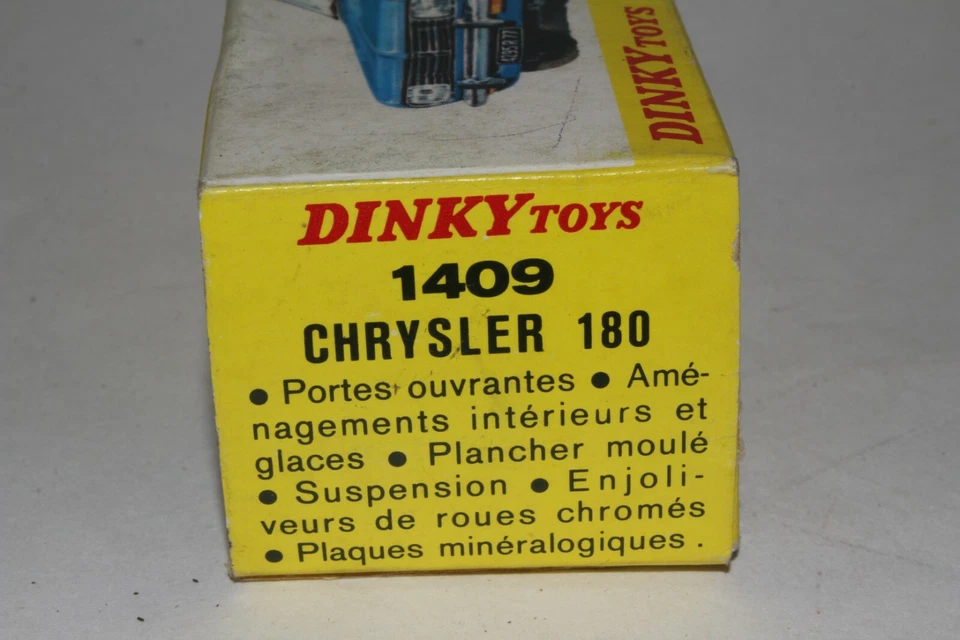 DINKY TOYS
DINKY TOYS
1409
CHRYSLER 180
• Portes ouvrantes • Amé-
nagements intérieurs et
glaces • Plancher moulé
• Suspension • Enjoli-
veurs de roues chromés
• Plaques minéralogiques .